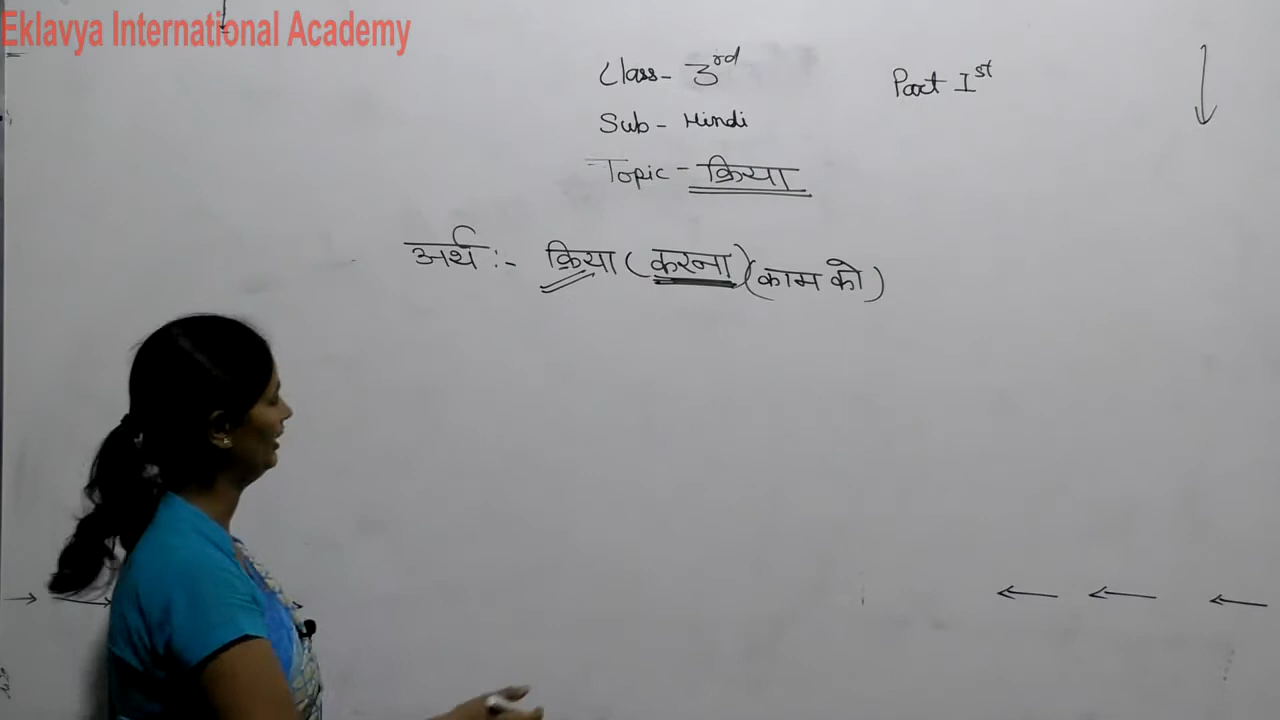 Eklavya International Academy
Class - 3rd
Part Ist
Sub - Hindi
Topic - क्रिया
अर्थ :- क्रिया (करना) (काम को)